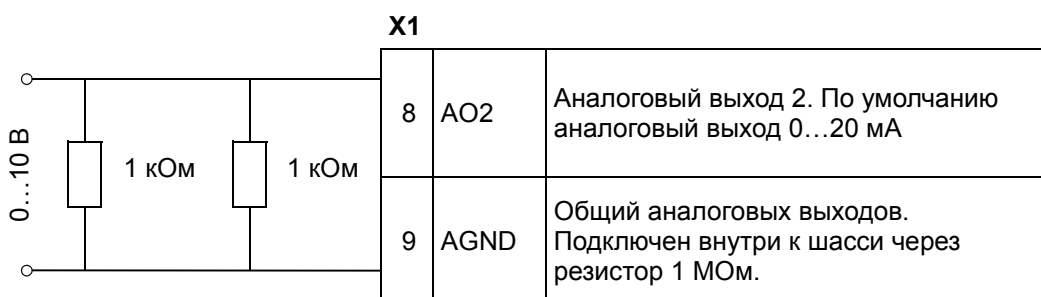 X1
0…10 В
1 кОм
1 кОм
8
AO2
Аналоговый выход 2. По умолчанию
аналоговый выход 0…20 мА
9
AGND
Общий аналоговых выходов.
Подключен внутри к шасси через
резистор 1 МОм.